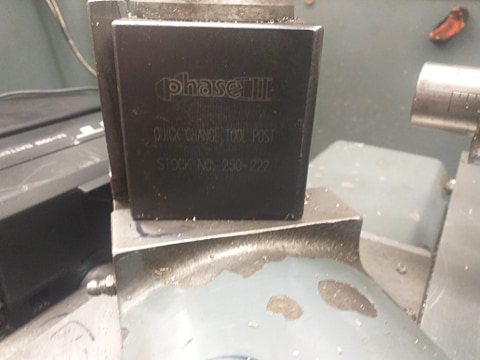 phase II
QUICK CHANGE TOOL POST
STOCK NO. 250-222